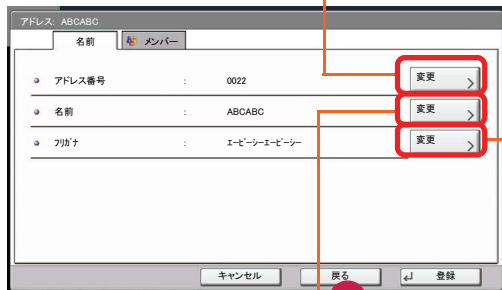 アドレス: ABCABC
名前 メンバー
アドレス番号 : 0022 変更
名前 : ABCABC 変更
ﾌﾘｶﾞﾅ : ｴｰﾋﾞｰｼｰｴｰﾋﾞｰｼｰ 変更
キャンセル 戻る 登録